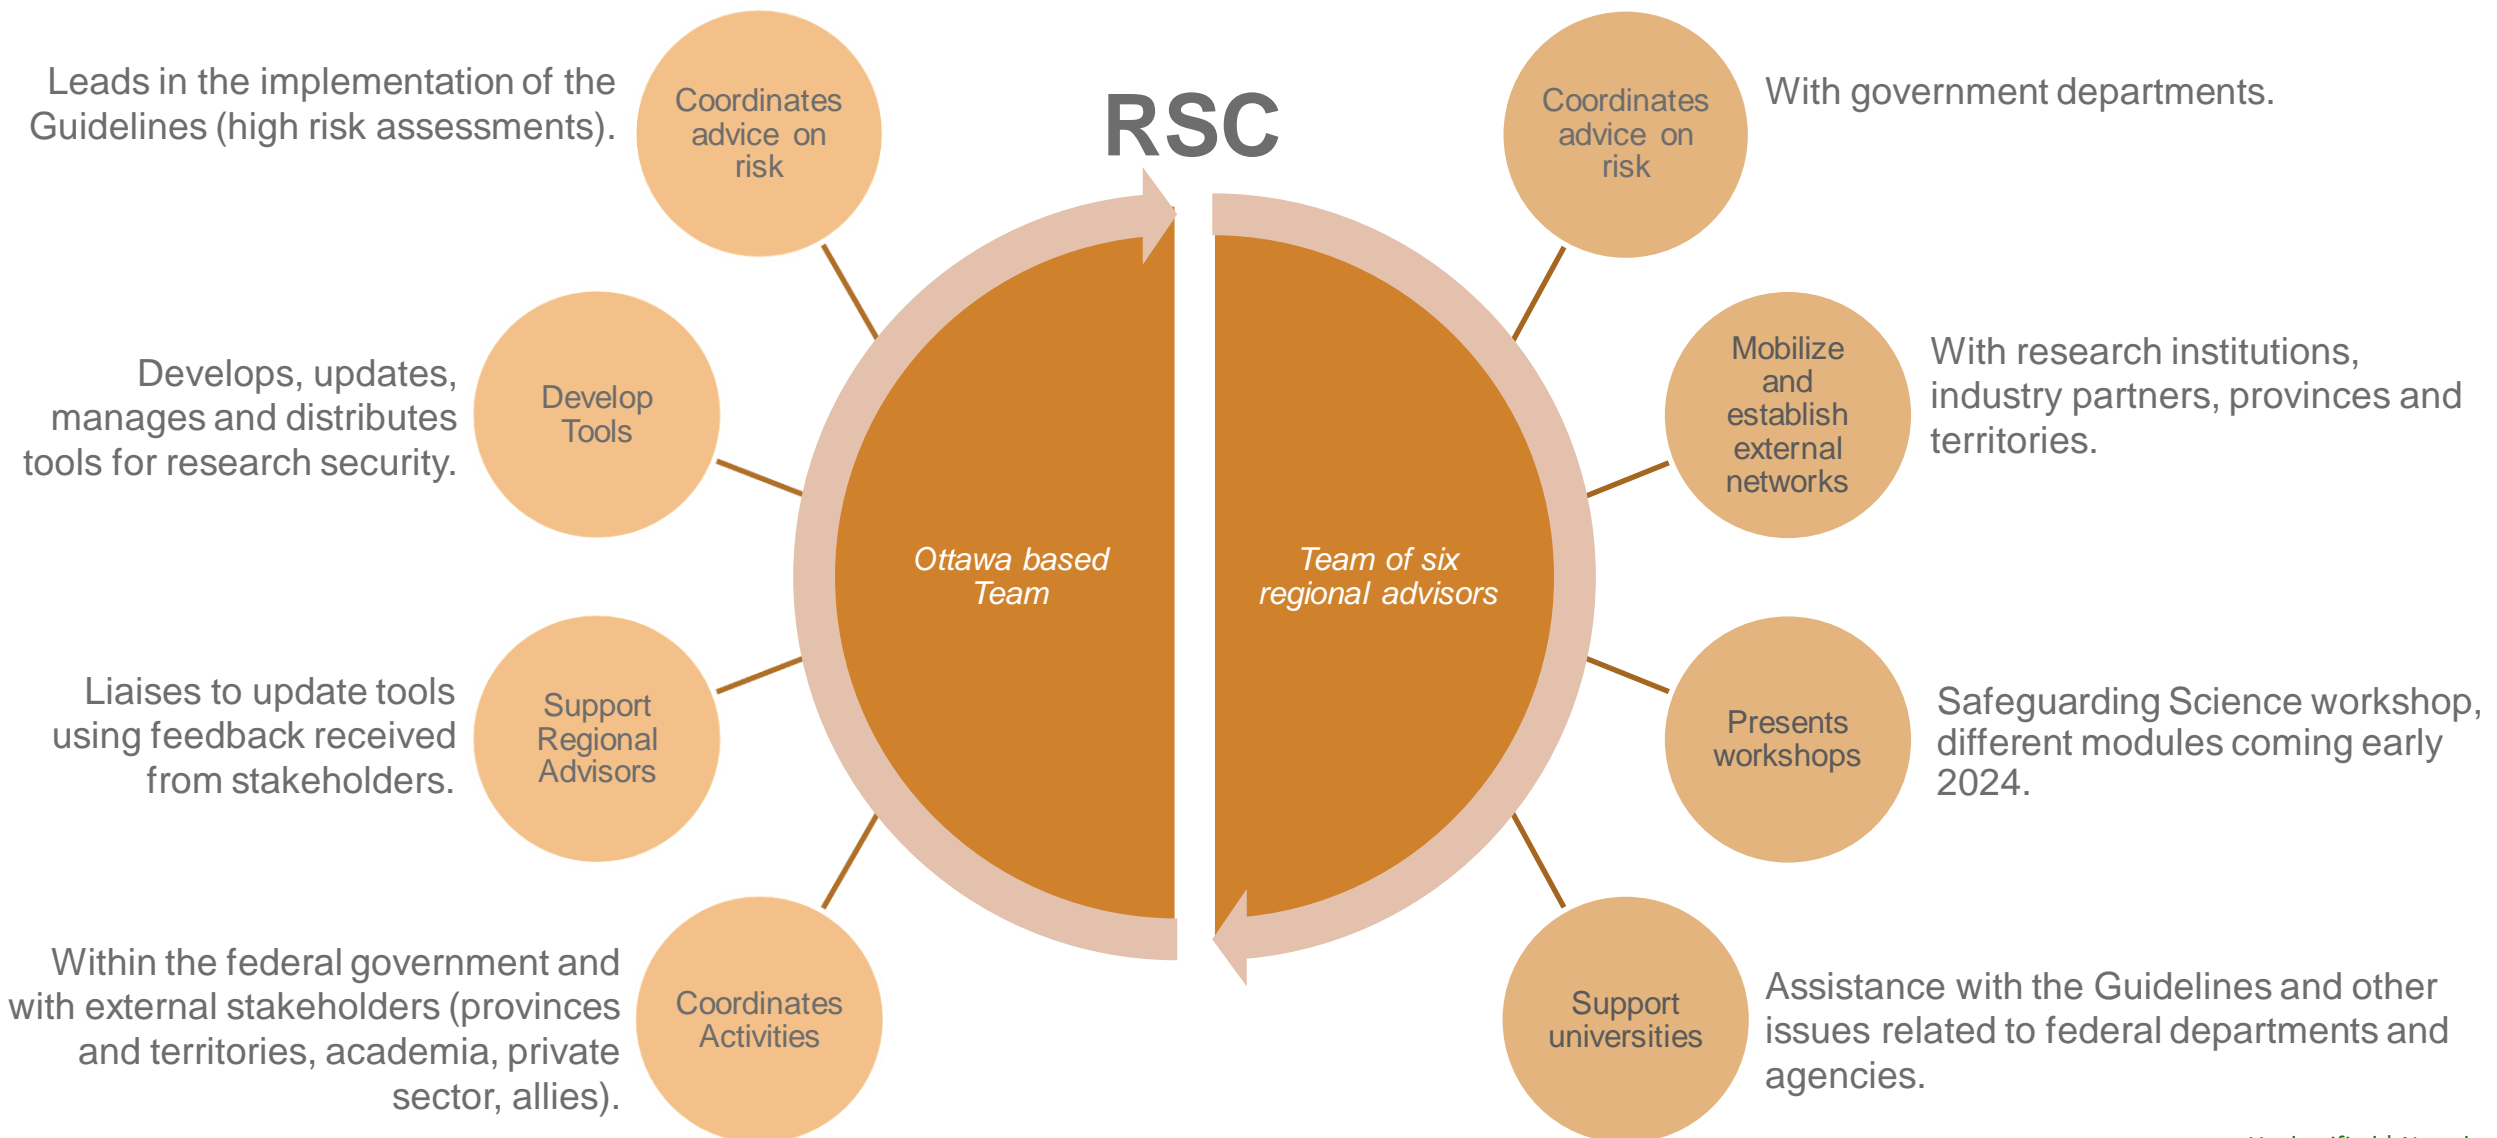 RSC
Leads in the implementation of the
Guidelines (high risk assessments).
Coordinates
advice on
risk
Develops, updates,
manages and distributes
tools for research security.
Develop
Tools
Liaises to update tools
using feedback received
from stakeholders.
Support
Regional
Advisors
Within the federal government and
with external stakeholders (provinces
and territories, academia, private
sector, allies).
Coordinates
Activities
Ottawa based
Team
Team of six
regional advisors
Coordinates
advice on
risk
With government departments.
Mobilize
and
establish
external
networks
With research institutions,
industry partners, provinces and
territories.
Presents
workshops
Safeguarding Science workshop,
different modules coming early
2024.
Support
universities
Assistance with the Guidelines and other
issues related to federal departments and
agencies.